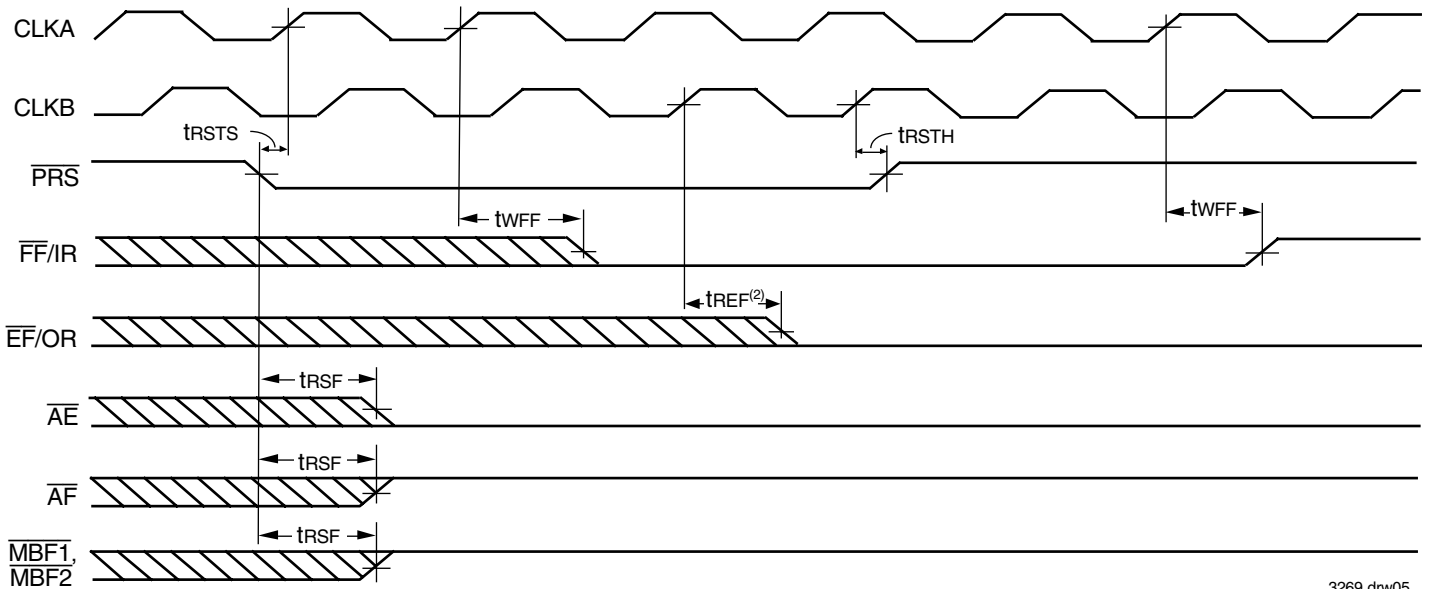 CLKA
CLKB
tRSTS
tRSTH
PRS
tWFF
tWFF
FF/IR
tREF(2)
EF/OR
tRSF
AE
tRSF
AF
tRSF
MBF1,
MBF2
3269 drw05